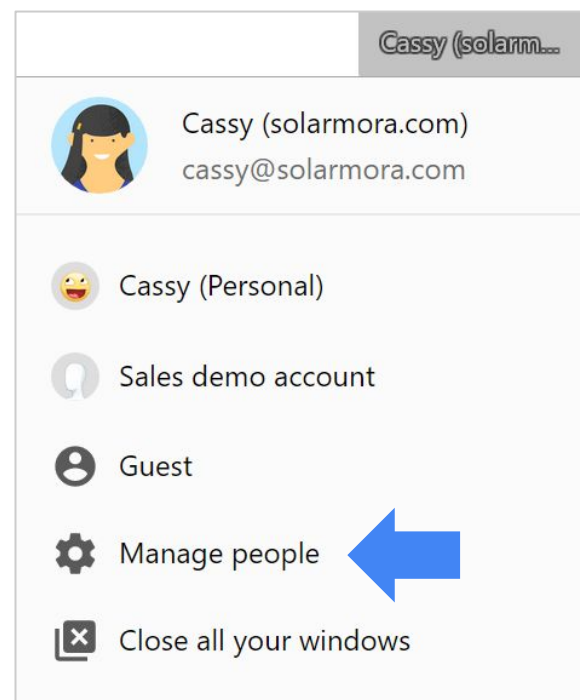 Cassy (solarm...
Cassy (solarmora.com)
cassy@solarmora.com
Cassy (Personal)
Sales demo account
Guest
Manage people
Close all your windows